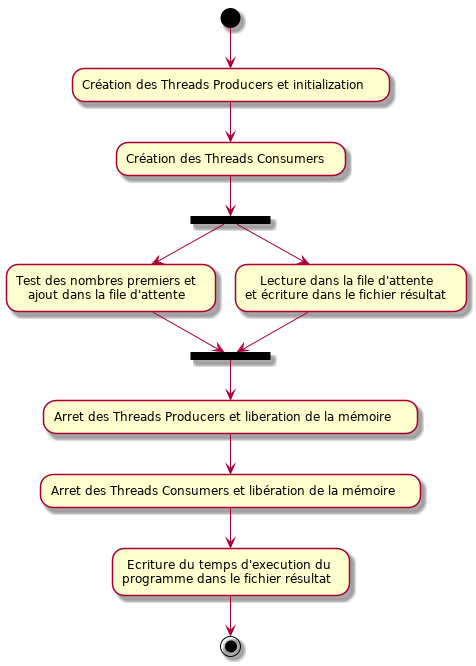 Création des Threads Producers et initialization
Création des Threads Consumers
Test des nombres premiers et
ajout dans la file d'attente
Lecture dans la file d'attente
et écriture dans le fichier résultat
Arret des Threads Producers et liberation de la mémoire
Arret des Threads Consumers et libération de la mémoire
Ecriture du temps d'execution du
programme dans le fichier résultat